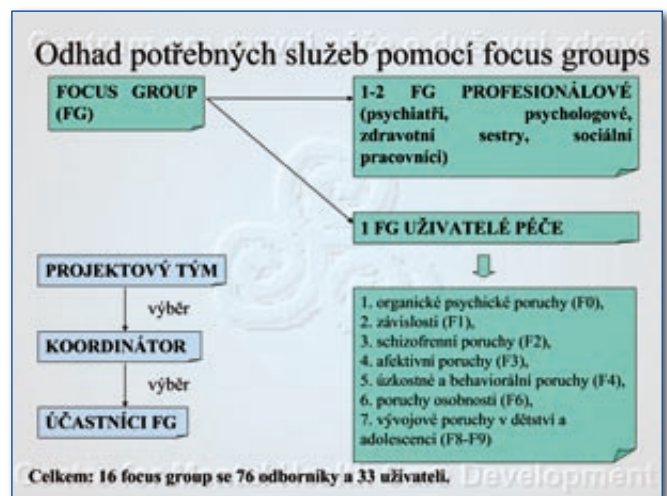 Odhad potřebných služeb pomocí focus groups
FOCUS GROUP
(FG)
1-2 FG PROFESIONÁLOVÉ
(psychiatři, psychologové,
zdravotní sestry, sociální
pracovníci)
1 FG UŽIVATELÉ PÉČE
PROJEKTOVÝ TÝM
výběr
KOORDINÁTOR
výběr
ÚČASTNÍCI FG
1. organické psychické poruchy (F0),
2. závislosti (F1),
3. schizofrenní poruchy (F2),
4. afektivní poruchy (F3),
5. úzkostné a behaviorální poruchy (F4),
6. poruchy osobnosti (F6),
7. vývojové poruchy v dětství a
adolescenci (F8-F9)
Celkem: 16 focus group se 76 odborníky a 33 uživateli.
Development